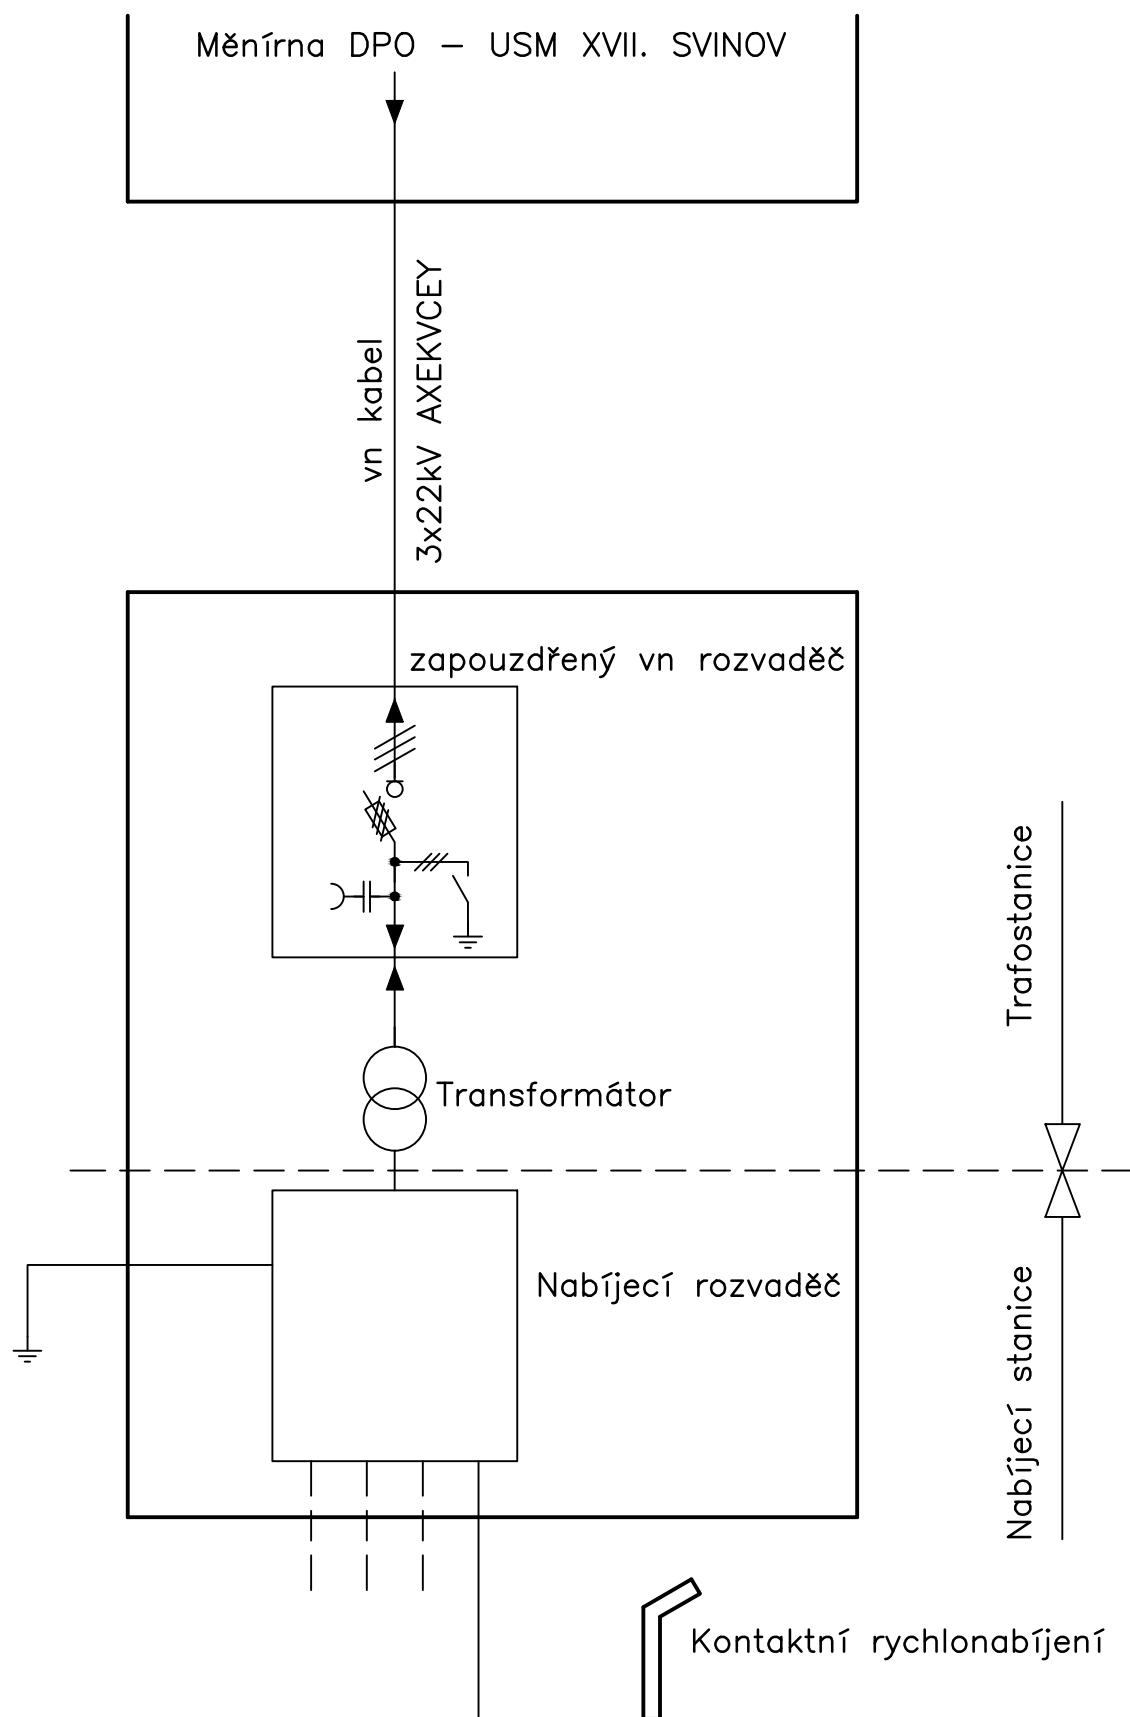 Měnírna DPO – USM XVII. SVINOV
vn kabel
3x22kV AXEKVCEY
zapouzdřený vn rozvaděč
Trafostanice
Transformátor
Nabíjecí rozvaděč
Nabíjecí stanice
Kontaktní rychlonabíjení